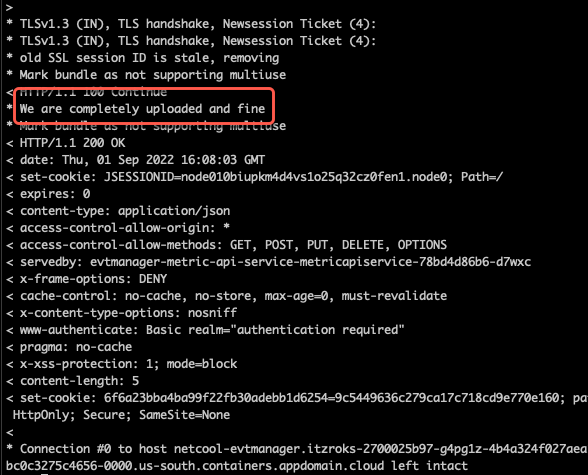 >
* TLSv1.3 (IN), TLS handshake, Newsession Ticket (4):
* TLSv1.3 (IN), TLS handshake, Newsession Ticket (4):
* old SSL session ID is stale, removing
* Mark bundle as not supporting multiuse
< HTTP/1.1 100 Continue
* We are completely uploaded and fine
* Mark bundle as not supporting multiuse
< HTTP/1.1 200 OK
< date: Thu, 01 Sep 2022 16:08:03 GMT
< set-cookie: JSESSIONID=node010biupkm4d4vs1o25q32cz0fen1.node0; Path=/
< expires: 0
< content-type: application/json
< access-control-allow-origin: *
< access-control-allow-methods: GET, POST, PUT, DELETE, OPTIONS
< servedby: evtmanager-metric-api-service-metricapiservice-78bd4d86b6-d7wxc
< x-frame-options: DENY
< cache-control: no-cache, no-store, max-age=0, must-revalidate
< x-content-type-options: nosniff
< www-authenticate: Basic realm="authentication required"
< pragma: no-cache
< x-xss-protection: 1; mode=block
< content-length: 5
< set-cookie: 6f6a23bba4ba99f22fb30adebb1d6254=9c5449636c279ca17c718cd9e770e160; pa
HttpOnly; Secure; SameSite=None
<
* Connection #0 to host netcool-evtmanager.itzroks-2700025b97-g4pg1z-4b4a324f027aea
bc0c3275c4656-0000.us-south.containers.appdomain.cloud left intact